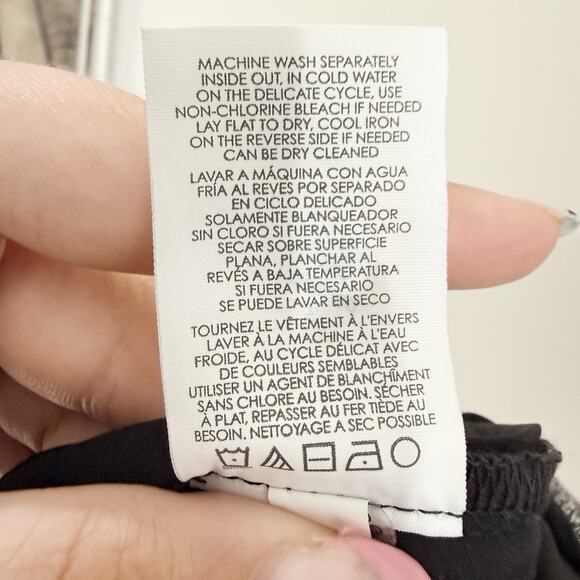 MACHINE WASH SEPARATELY
INSIDE OUT, IN COLD WATER
ON THE DELICATE CYCLE, USE
NON-CHLORINE BLEACH IF NEEDED
LAY FLAT TO DRY, COOL IRON
ON THE REVERSE SIDE IF NEEDED
CAN BE DRY CLEANED
LAVAR A MÁQUINA CON AGUA
FRÍA AL REVES POR SEPARADO
EN CICLO DELICADO
SOLAMENTE BLANQUEADOR
SIN CLORO SI FUERA NECESARIO
SECAR SOBRE SUPERFICIE
PLANA, PLANCHAR AL
REVÉS A BAJA TEMPERATURA
SI FUERA NECESARIO
SE PUEDE LAVAR EN SECO
TOURNEZ LE VÊTEMENT À L'ENVERS
LAVER À LA MACHINE À L'EAU
FROIDE, AU CYCLE DÉLICAT AVEC
DE COULEURS SEMBLABLES
UTILISER UN AGENT DE BLANCHÎMENT
SANS CHLORE AU BESOIN. SÉCHER
À PLAT, REPASSER AU FER TIÈDE AU
BESOIN. NETTOYAGE A SEC POSSIBLE